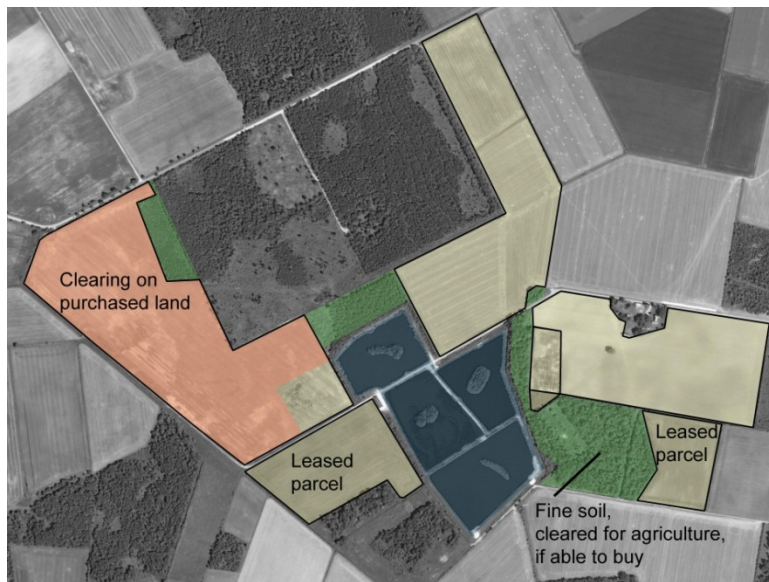 Clearing on
purchased land
Leased
parcel
Leased
parcel
Fine soil,
cleared for agriculture,
if able to buy